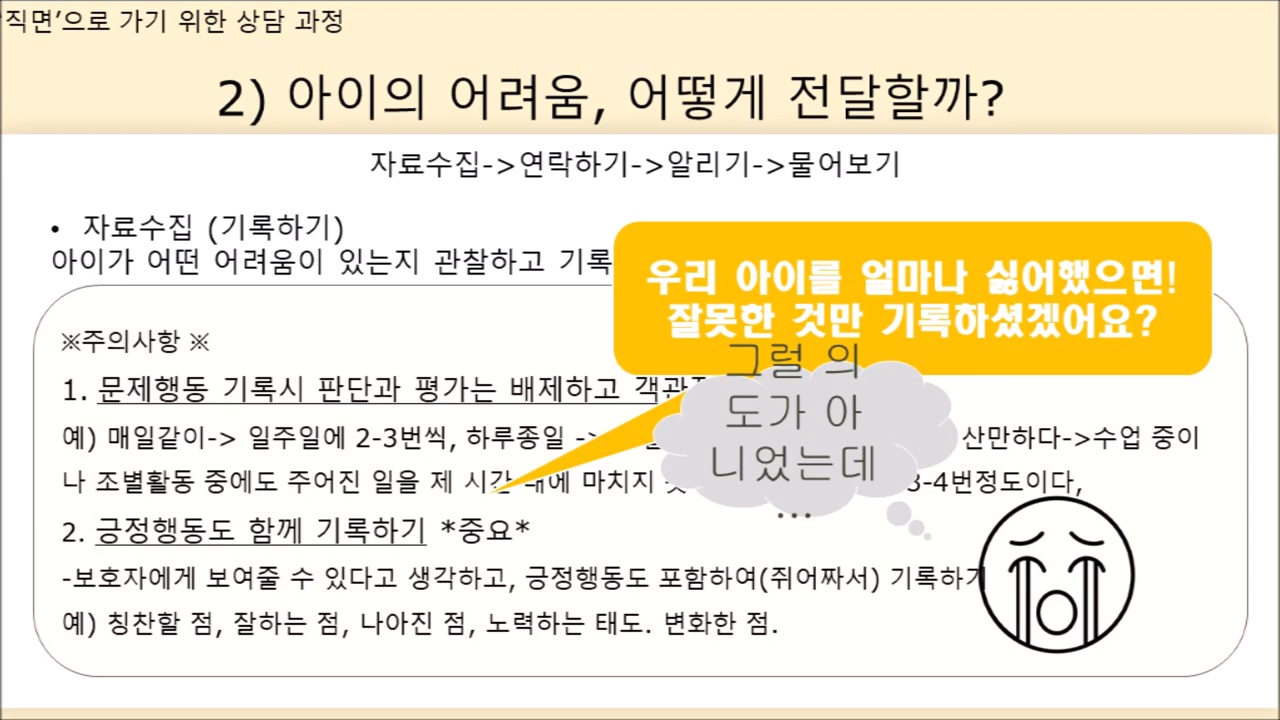 '직면'으로 가기 위한 상담 과정
2) 아이의 어려움, 어떻게 전달할까?
자료수집->연락하기->알리기->물어보기
• 자료수집 (기록하기)
아이가 어떤 어려움이 있는지 관찰하고 기록
우리 아이를 얼마나 싫어했으면!
잘못한 것만 기록하셨겠어요?
그럴 의
도가 아
니었는데
...
※주의사항 ※
1. 문제행동 기록시 판단과 평가는 배제하고
예) 매일같이-> 일주일에 2-3번씩, 하루종일 -> 산만하다->수업 중이
나 조별활동 중에도 주어진 일을 제 시간 내에 마치지 3-4번정도이다,
2. 긍정행동도 함께 기록하기 *중요*
-보호자에게 보여줄 수 있다고 생각하고, 긍정행동도 포함하여(쥐어짜서) 기록하기
예) 칭찬할 점, 잘하는 점, 나아진 점, 노력하는 태도. 변화한 점.